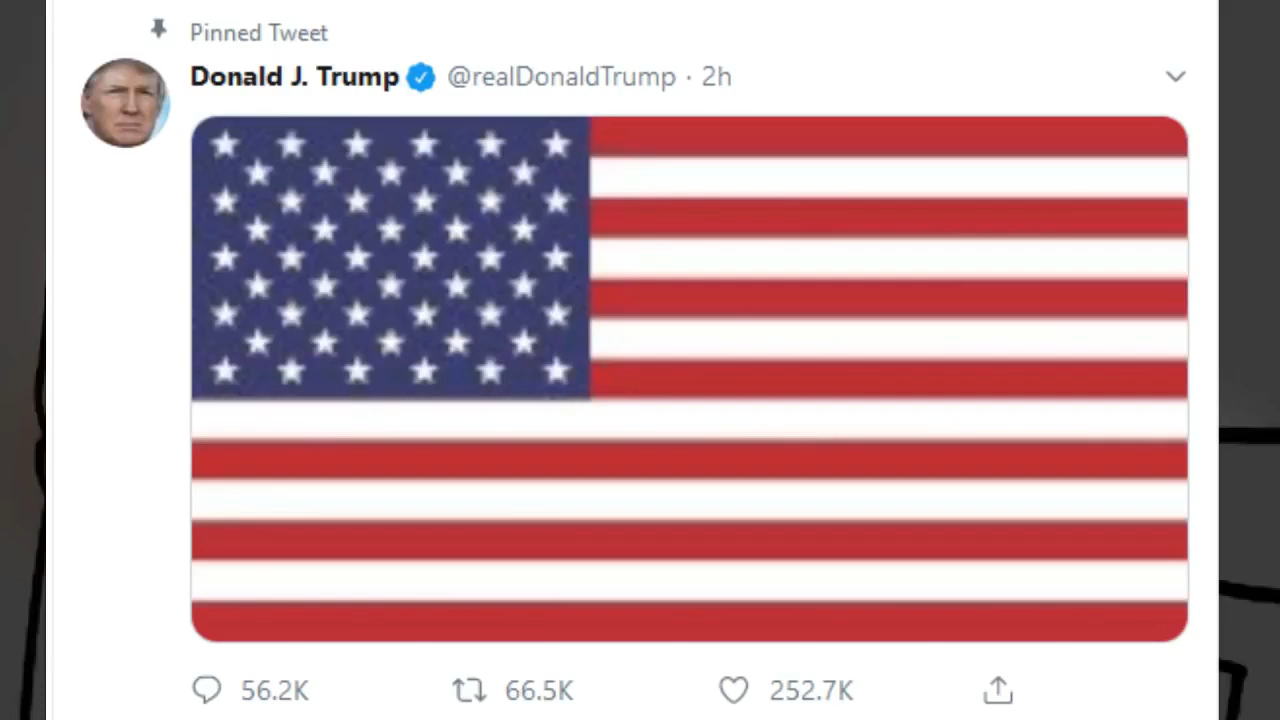 Pinned Tweet
Donald J. Trump @realDonaldTrump · 2h
56.2K 66.5K 252.7K